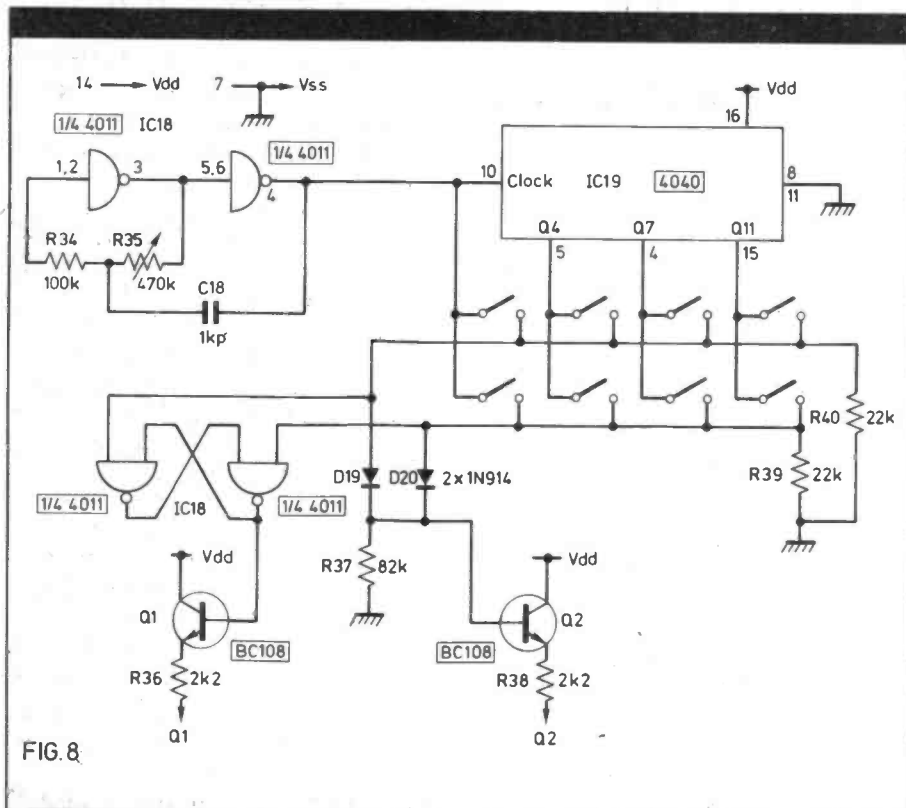 14 Vdd 7 Vss
1/4 4011 IC18
1/4 4011
1,2 3 5,6 4
R34 R35
100k 470k
C18
1kp
Vdd
16
10 Clock IC19 4040 8
11
Q4 Q7 Q11
5 4 15
R40 22k
R39
22k
D19 D20 2x1N914
1/4 4011 IC18 1/4 4011
R37 82k
Vdd Vdd
Q1 Q2
BC108 BC108
R36 2k2 R38 2k2
Q1 Q2
FIG.8